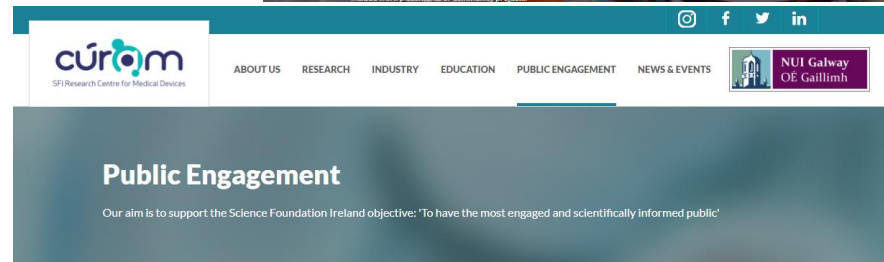 cúram
SFI Research Centre for Medical Devices
ABOUT US RESEARCH INDUSTRY EDUCATION PUBLIC ENGAGEMENT NEWS & EVENTS
NUI Galway
OÉ Gaillimh
Public Engagement
Our aim is to support the Science Foundation Ireland objective: 'To have the most engaged and scientifically informed public'